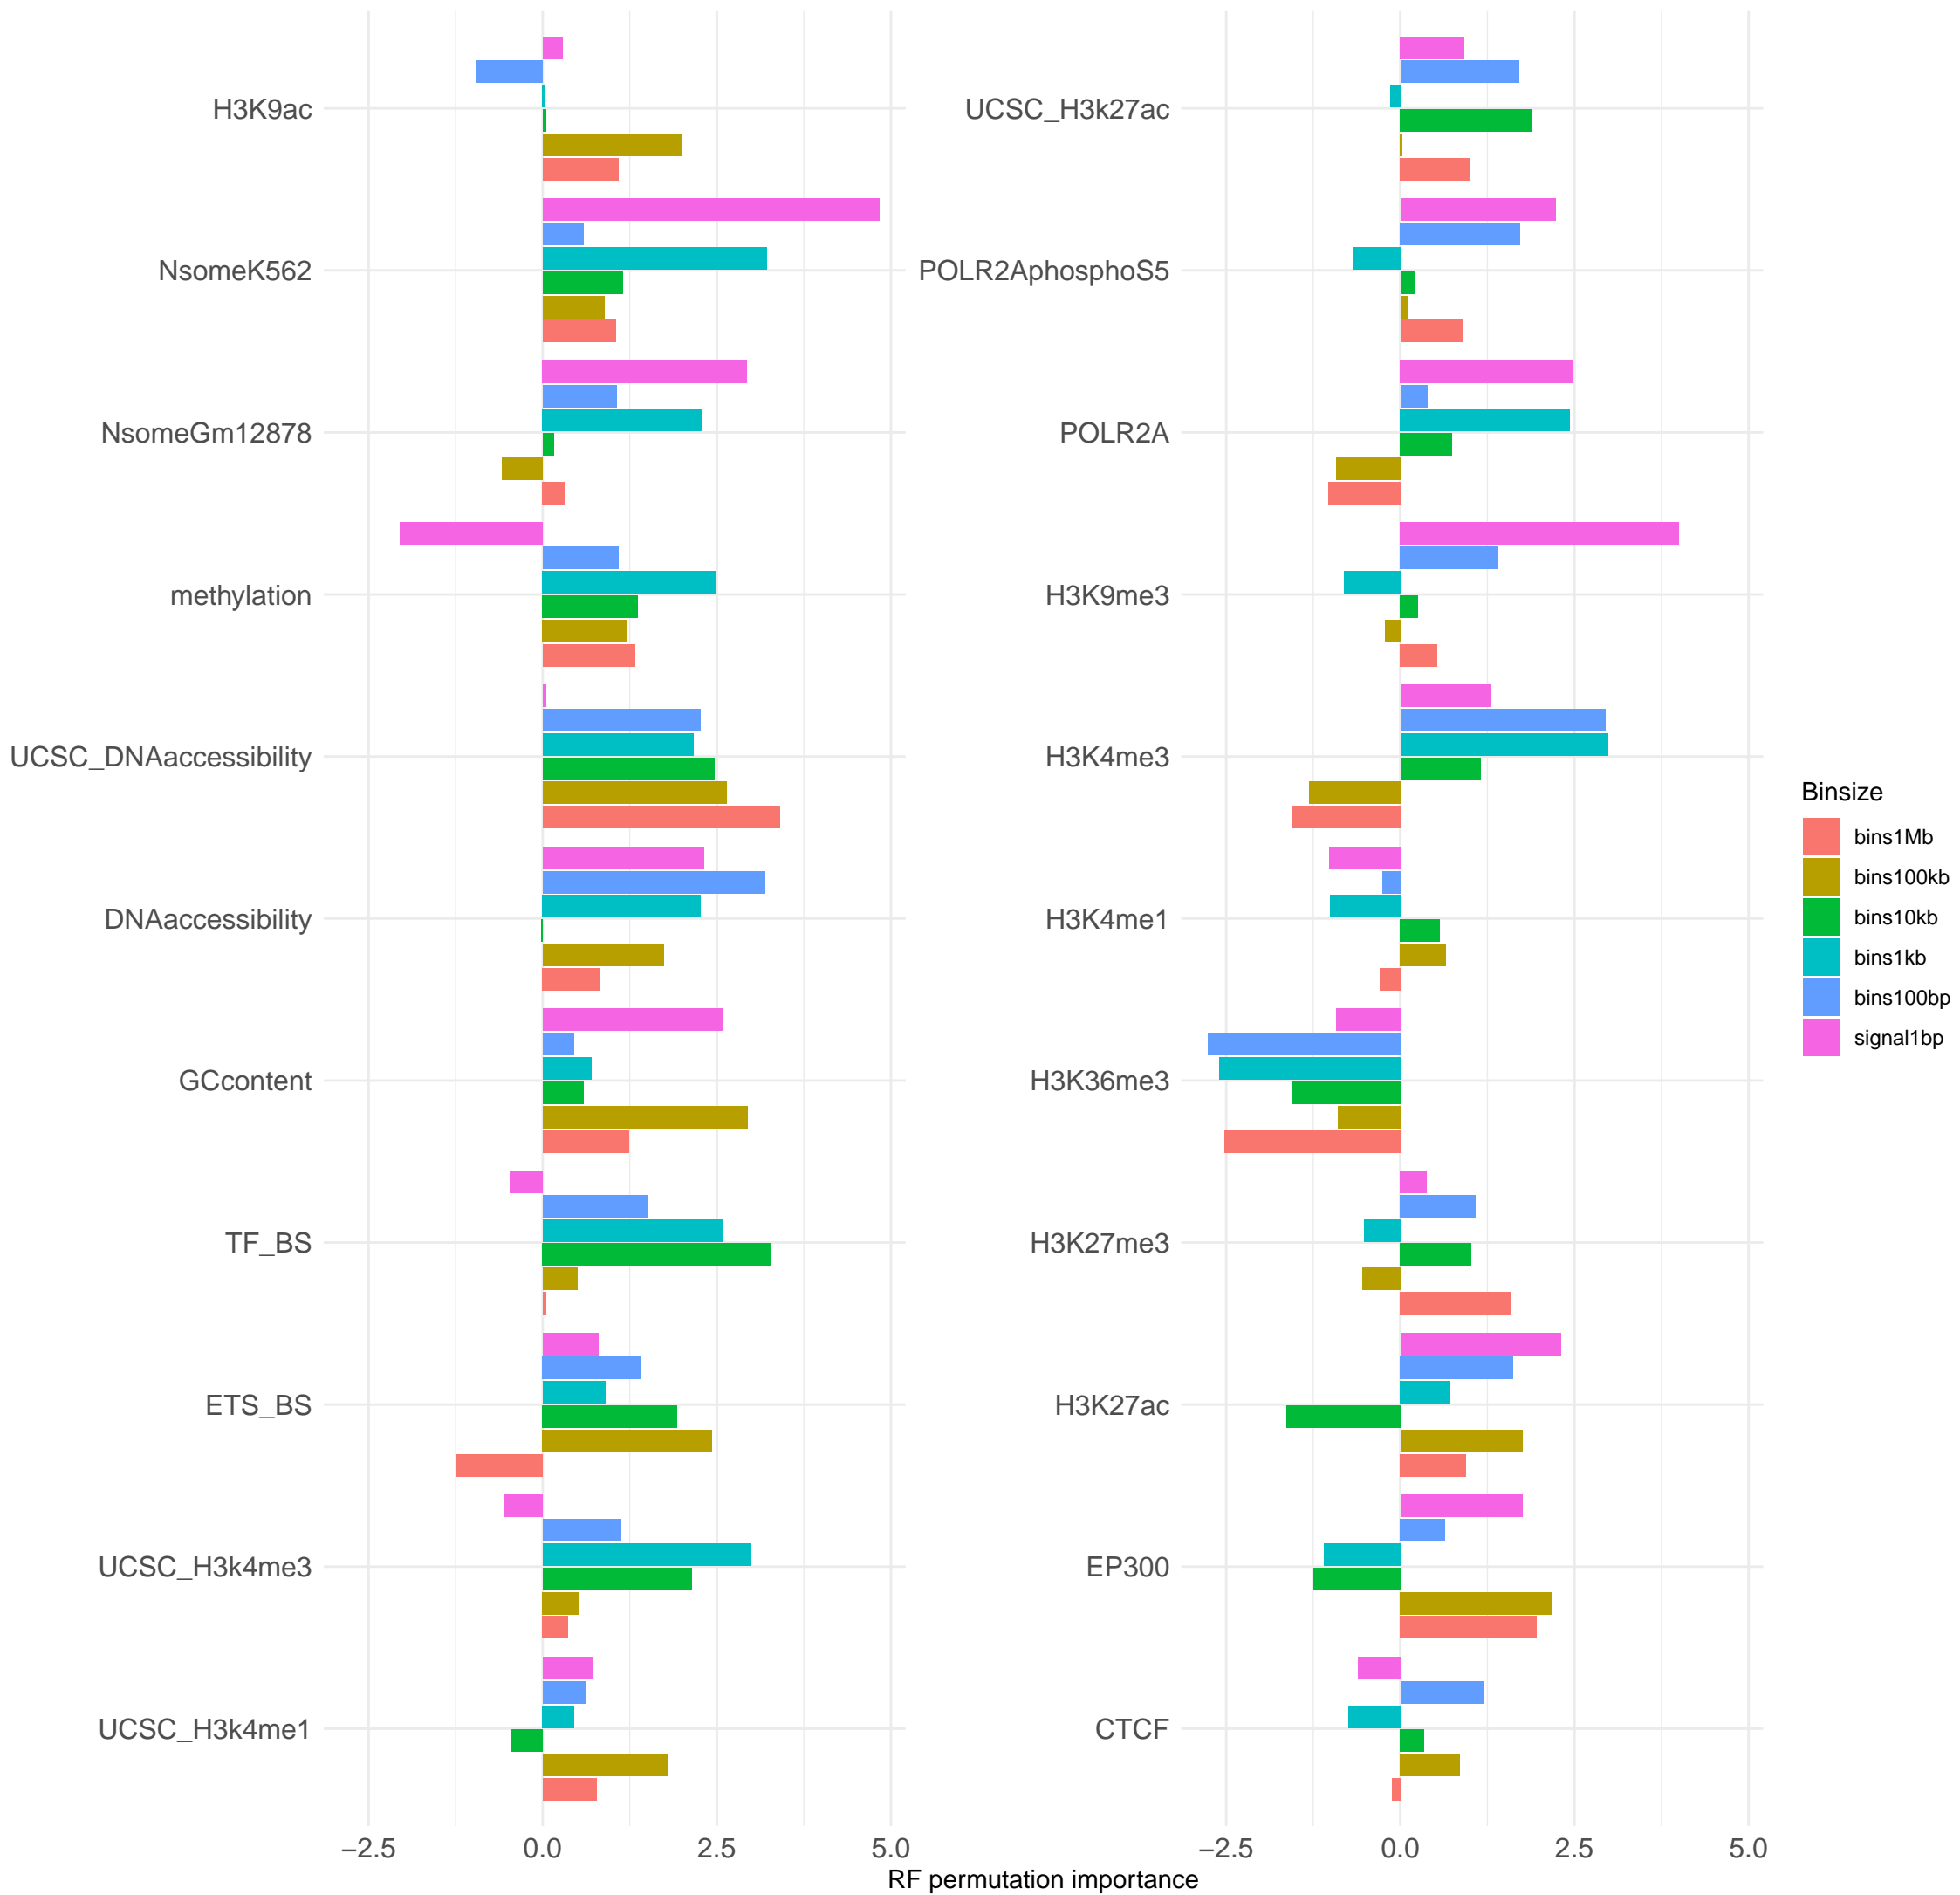 H3K9ac
NsomeK562
NsomeGm12878
methylation
UCSC_DNAaccessibility
DNAaccessibility
GCcontent
TF_BS
ETS_BS
UCSC_H3k4me3
UCSC_H3k4me1
−2.5 0.0 2.5 5.0
UCSC_H3k27ac
POLR2AphosphoS5
POLR2A
H3K9me3
H3K4me3
H3K4me1
H3K36me3
H3K27me3
H3K27ac
EP300
CTCF
−2.5 0.0 2.5 5.0
RF permutation importance
Binsize
bins1Mb
bins100kb
bins10kb
bins1kb
bins100bp
signal1bp